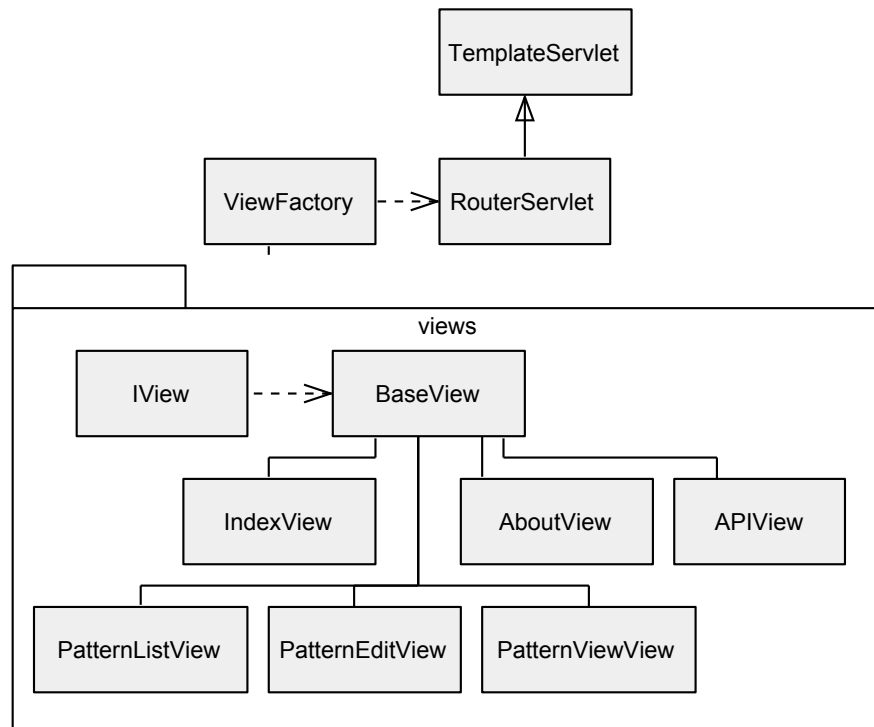 TemplateServlet
ViewFactory
RouterServlet
views
IView
BaseView
IndexView
AboutView
APIView
PatternListView
PatternEditView
PatternViewView